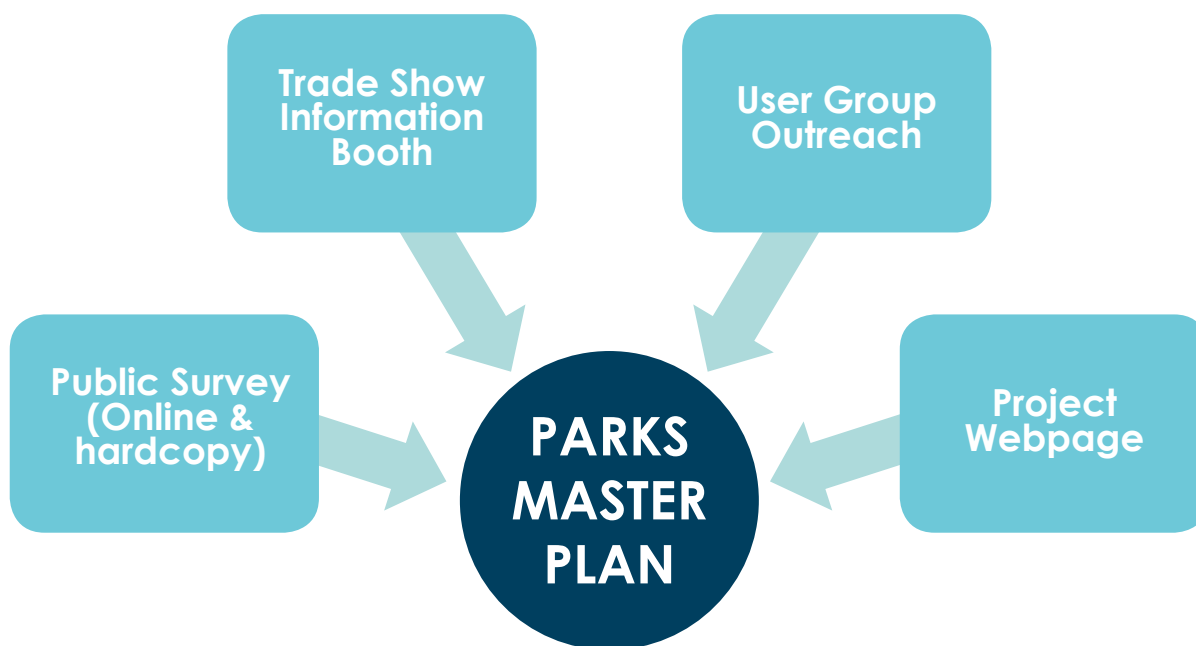 Trade Show
Information
Booth
User Group
Outreach
Public Survey
(Online &
hardcopy)
Project
Webpage
PARKS
MASTER
PLAN